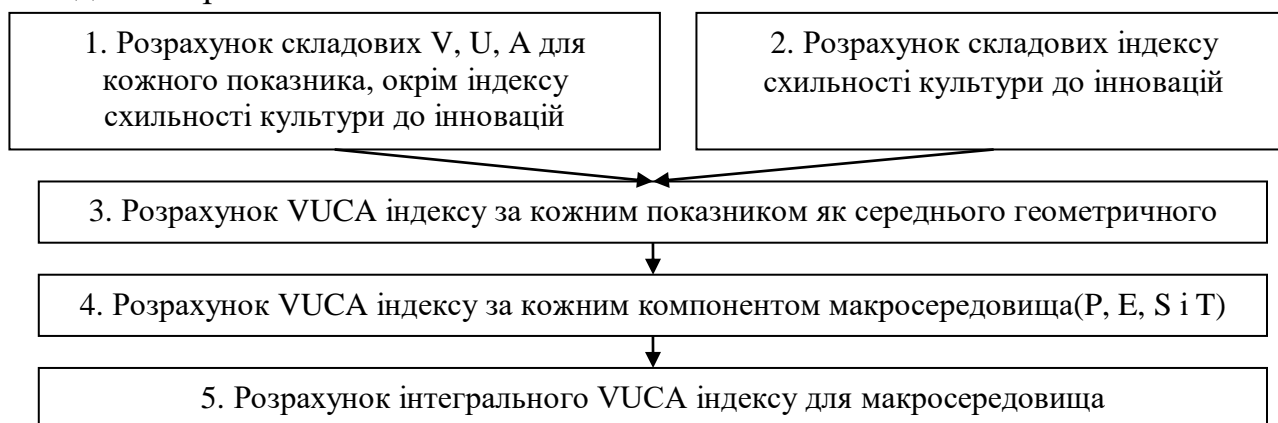 1. Розрахунок складових V, U, A для
кожного показника, окрім індексу
схильності культури до інновацій
2. Розрахунок складових індексу
схильності культури до інновацій
3. Розрахунок VUCA індексу за кожним показником як середнього геометричного
4. Розрахунок VUCA індексу за кожним компонентом макросередовища(P, E, S і T)
5. Розрахунок інтегрального VUCA індексу для макросередовища